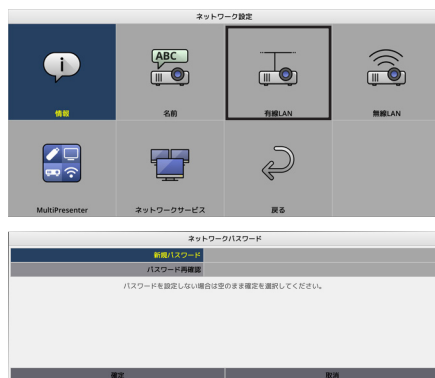 ネットワーク設定
ABC
i
情報
名前
有線LAN
無線LAN
MultiPresenter
ネットワークサービス
戻る
ネットワークパスワード
新規パスワード
パスワード再確認
パスワードを設定しない場合は空のまま確定を選択してください。
確定
取消